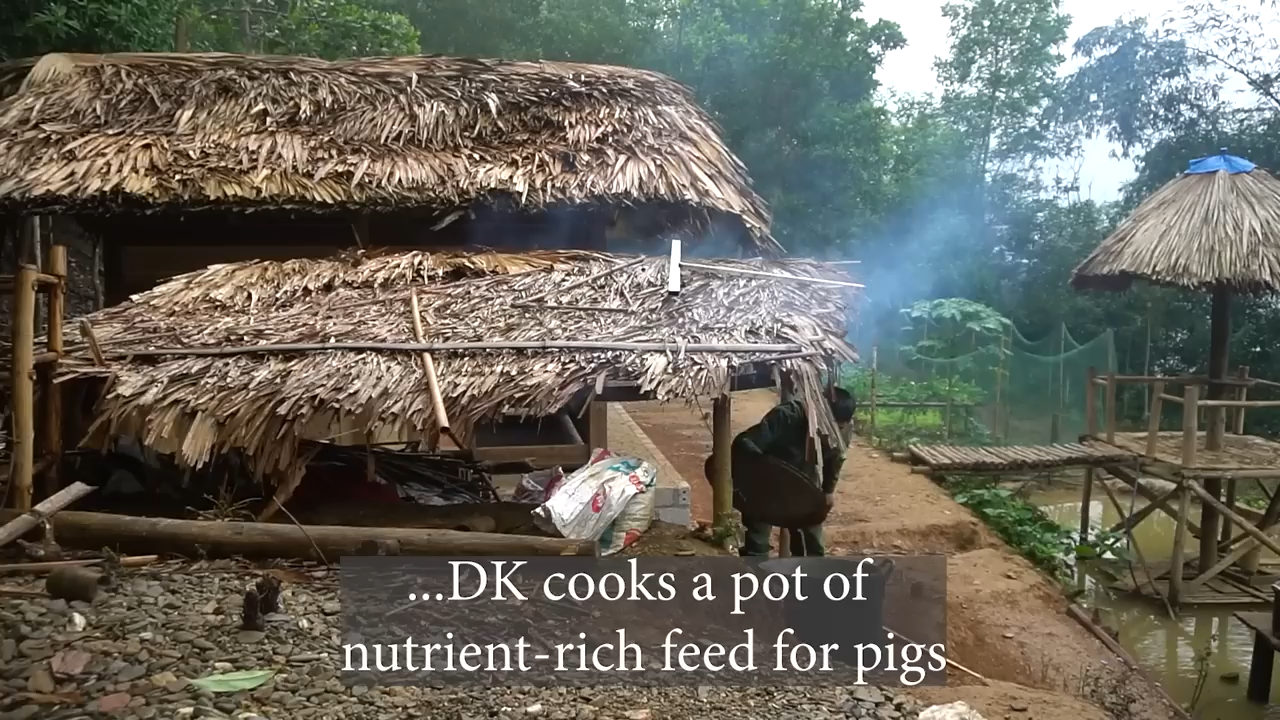 ...DK cooks a pot of
nutrient-rich feed for pigs